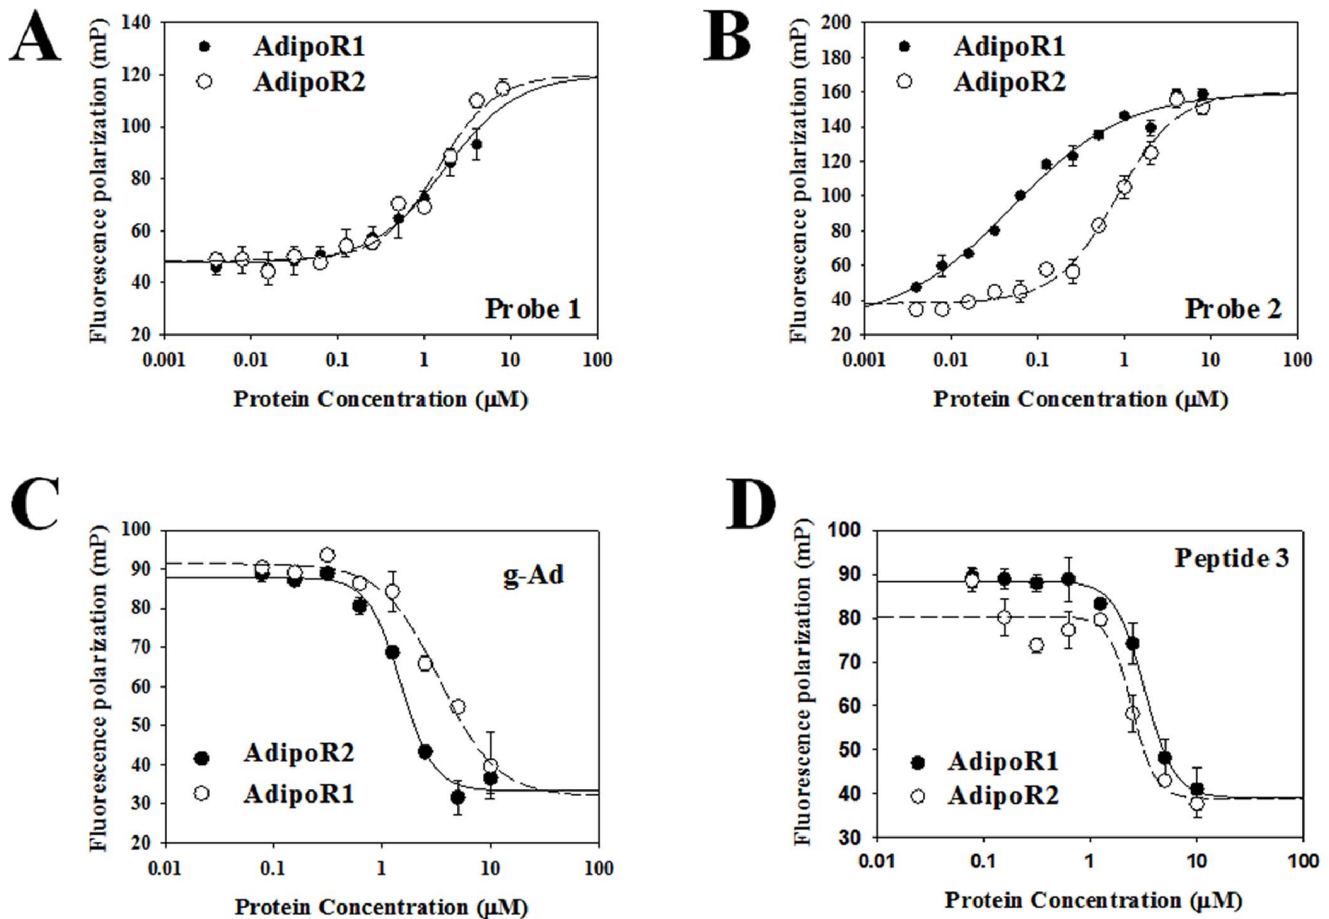 A
Fluorescence polarization (mP)
140
120
100
80
60
40
20
AdipoR1
AdipoR2
Probe 1
0.001 0.01 0.1 1 10 100
Protein Concentration (μM)
B
Fluorescence polarization (mP)
200
180
160
140
120
100
80
60
40
20
AdipoR1
AdipoR2
Probe 2
0.001 0.01 0.1 1 10 100
Protein Concentration (μM)
C
Fluorescence polarization (mP)
100
90
80
70
60
50
40
30
20
g-Ad
AdipoR2
AdipoR1
0.01 0.1 1 10 100
Protein Concentration (μM)
D
Fluorescence polarization (mP)
100
90
80
70
60
50
40
30
Peptide 3
AdipoR1
AdipoR2
0.01 0.1 1 10 100
Protein Concentration (μM)